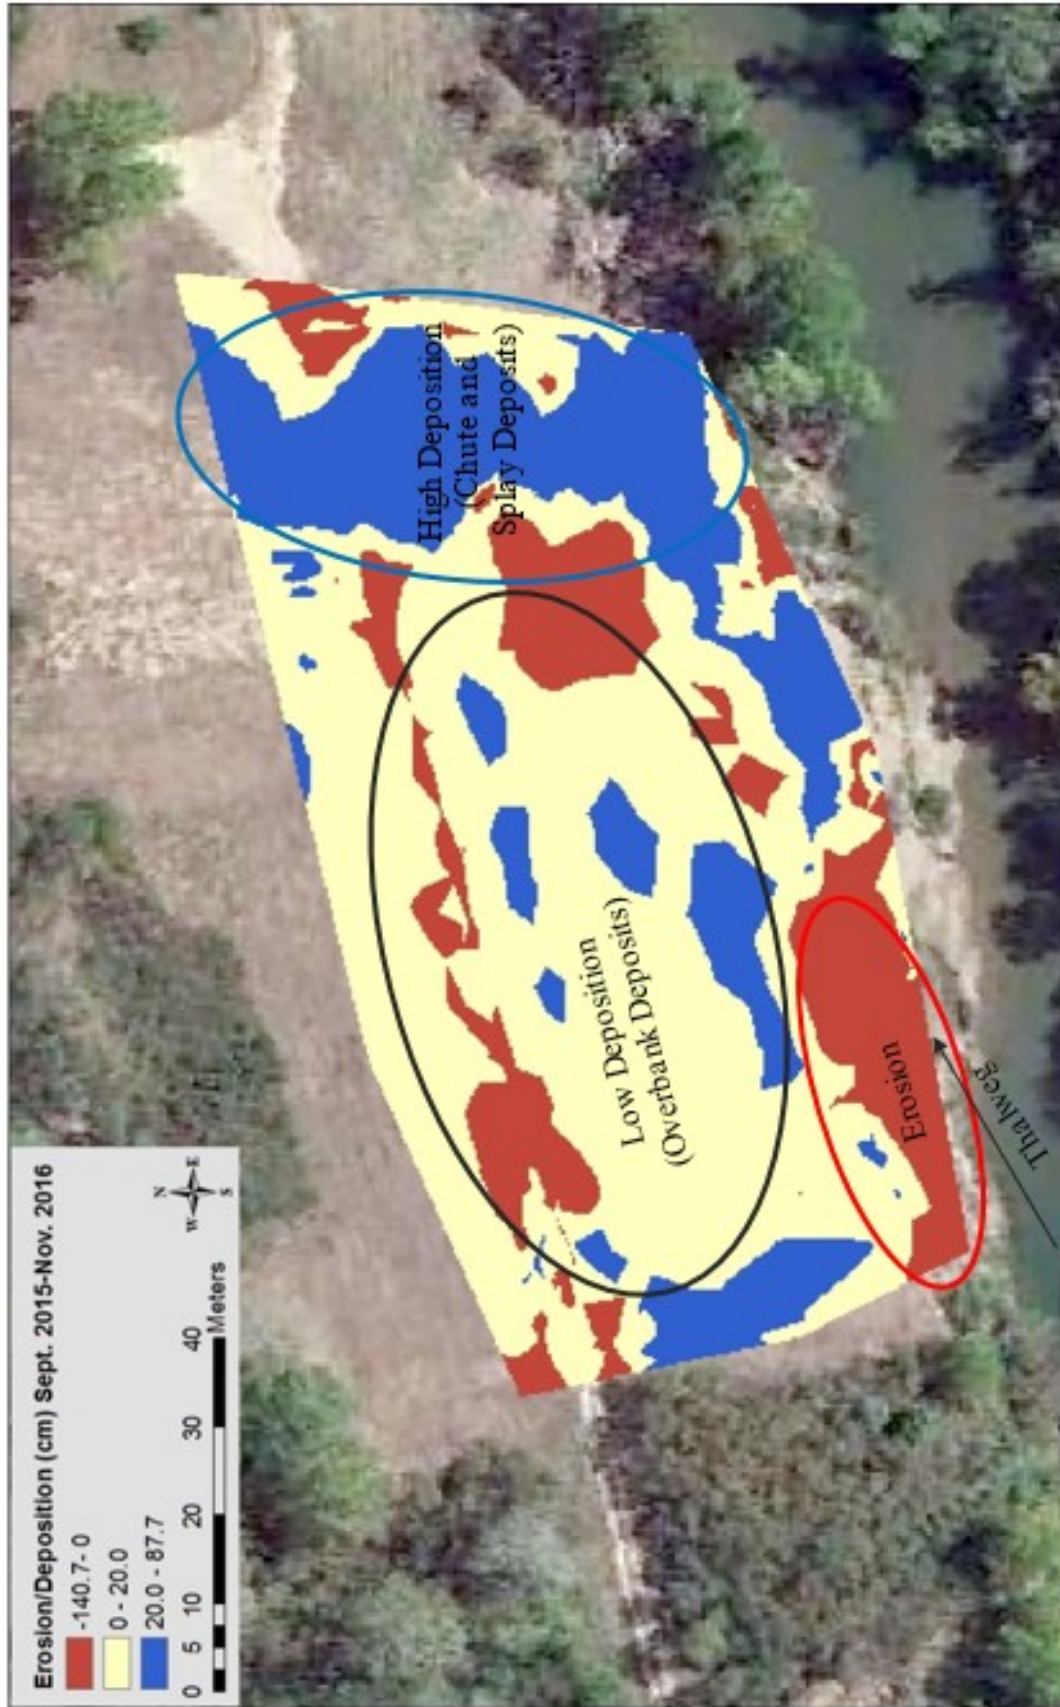 Erosion/Deposition (cm) Sept. 2015-Nov. 2016
-140.7- 0
0 - 20.0
20.0 - 87.7
N
W
E
S
0 5 10 20 30 40
Meters
High Deposition
(Chute and
Splay Deposits)
Low Deposition
(Overbank Deposits)
Erosion
Thalweg